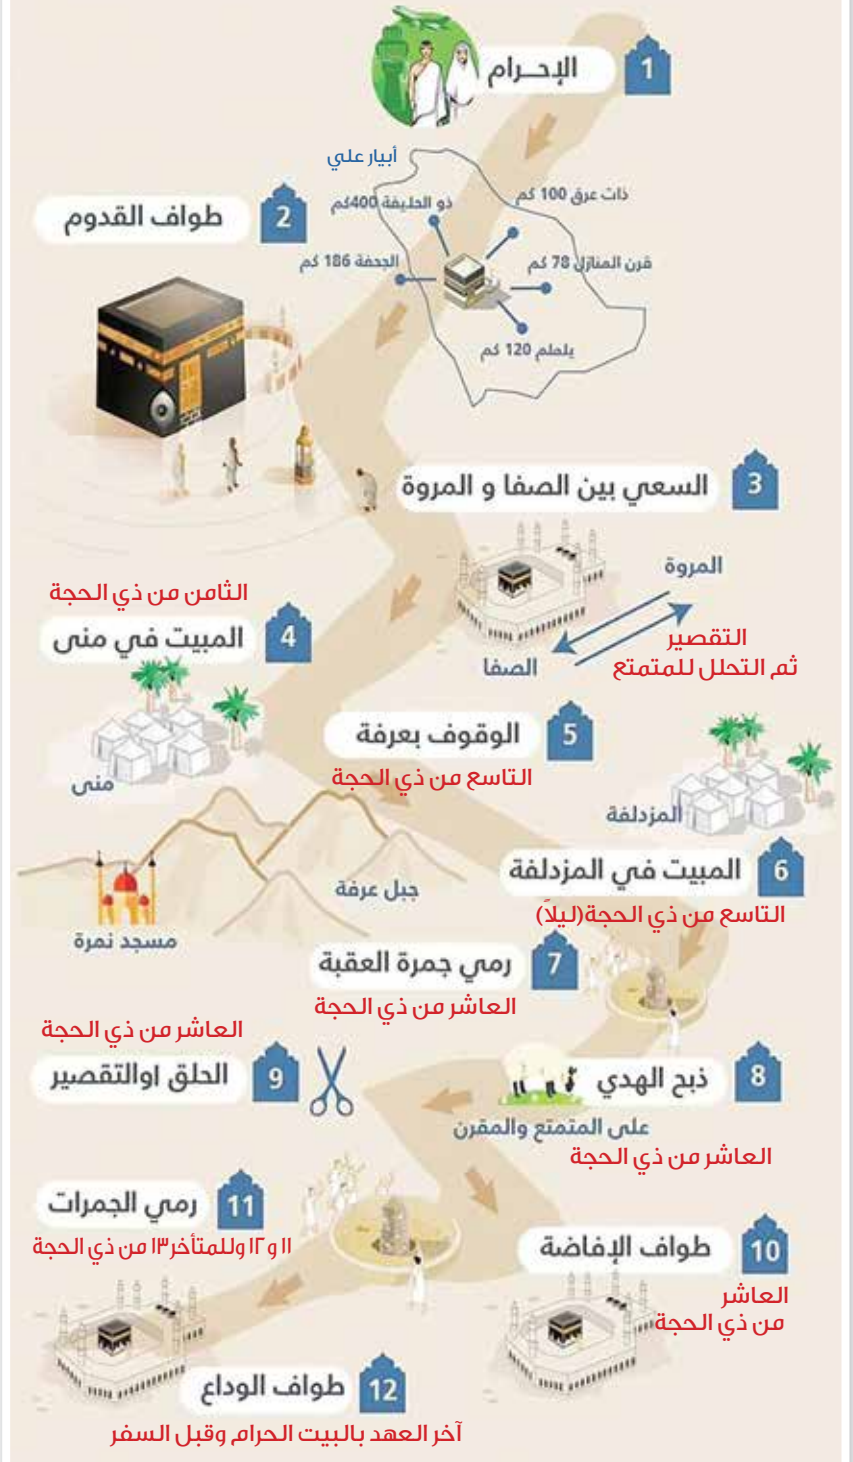 1
الإحـرام
أبيار علي
ذات عرق 100 كم
ذو الحليفة 400كم
قرن المنازل 78 كم
الجحفة 186 كم
يلملم 120 كم
2
طواف القدوم
3
السعي بين الصفا و المروة
المروة
الصفا
التقصير
ثم التحلل للمتمتع
الثامن من ذي الحجة
4
المبيت في منى
منى
5
الوقوف بعرفة
التاسع من ذي الحجة
جبل عرفة
مسجد نمرة
المزدلفة
6
المبيت في المزدلفة
التاسع من ذي الحجة(ليلاً)
7
رمي جمرة العقبة
العاشر من ذي الحجة
8
ذبح الهدي
على المتمتع والمقرن
العاشر من ذي الحجة
العاشر من ذي الحجة
9
الحلق اوالتقصير
10
طواف الإفاضة
العاشر
من ذي الحجة
11
رمي الجمرات
١١ و١٢ وللمتأخر١٣ من ذي الحجة
12
طواف الوداع
آخر العهد بالبيت الحرام وقبل السفر